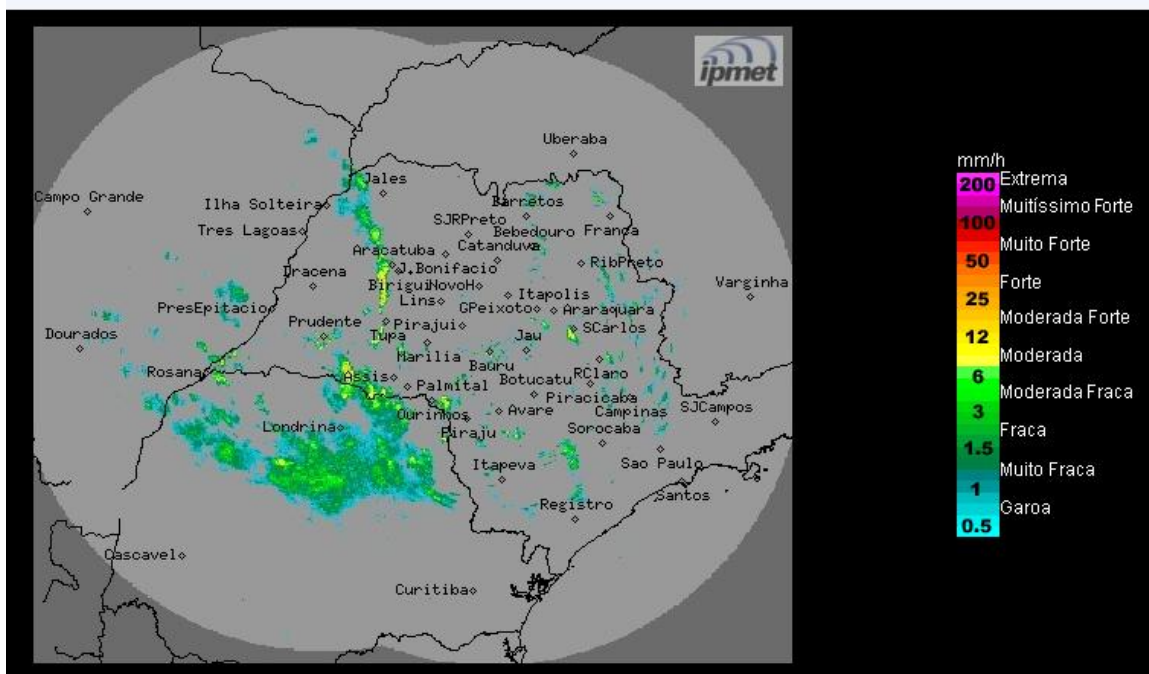 ipmet
Uberaba
Campo Grande
Jales
Ilha Solteira
Barretos
Tres Lagoas
SJRPreto
Bebedouro
Franca
Aracatuba
Catanduva
Dracena
J.Bonifacio
RibPreto
Birigui
NovoH
Varginha
PresEpitacio
Lins
Itapolis
GPeixoto
Araraquara
Dourados
Prudente
Tupa
Pirajui
SCarlos
Marilia
Jau
Bauru
Rosana
Assis
Palmital
Botucatu
RClaro
Piracicaba
Londrina
Ourinhos
Avare
Campinas
SJCampos
Piraju
Sorocaba
Itapeva
Sao Paulo
Santos
Registro
Cascavel
Curitiba
mm/h
200 Extrema
Muitíssimo Forte
100
Muito Forte
50
Forte
25
Moderada Forte
12
Moderada
6
Moderada Fraca
3
Fraca
1.5
Muito Fraca
1
Garoa
0.5